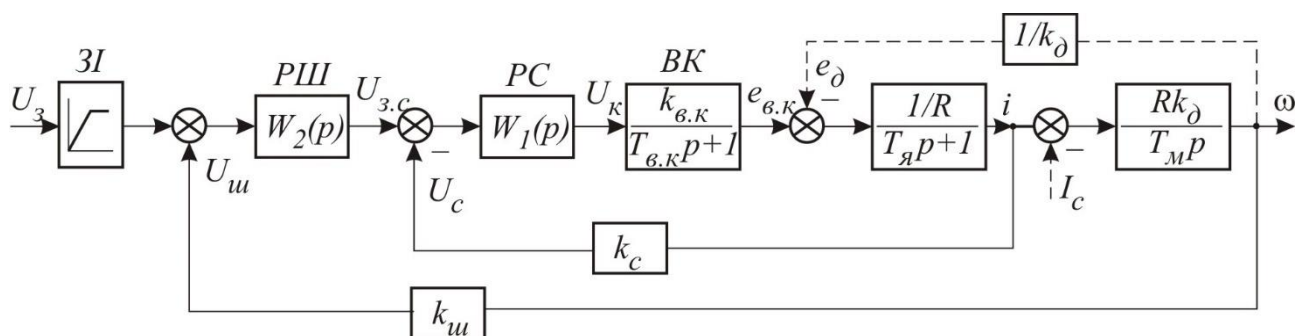 1/k_д
ЗІ
РШ
РС
ВК
U_з
U_з.с
U_к
e_в.к
e_д
–
i
ω
W_2(p)
W_1(p)
k_в.к
T_в.к p+1
1/R
T_я p+1
Rk_д
T_м p
–
–
U_ш
U_с
I_с
k_с
k_ш